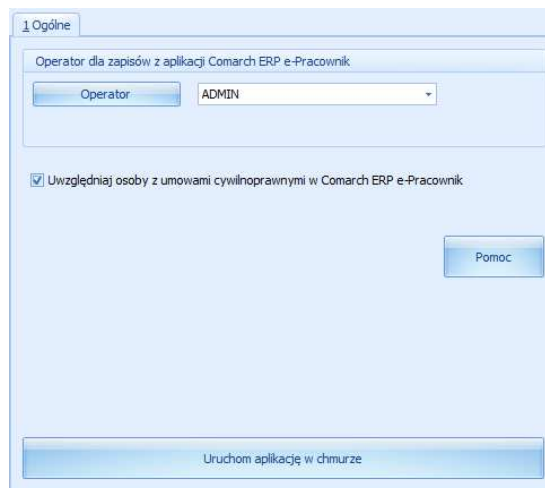 1 Ogólne
Operator dla zapisów z aplikacji Comarch ERP e-Pracownik
Operator ADMIN
Uwzględniaj osoby z umowami cywilnoprawnymi w Comarch ERP e-Pracownik
Pomoc
Uruchom aplikację w chmurze